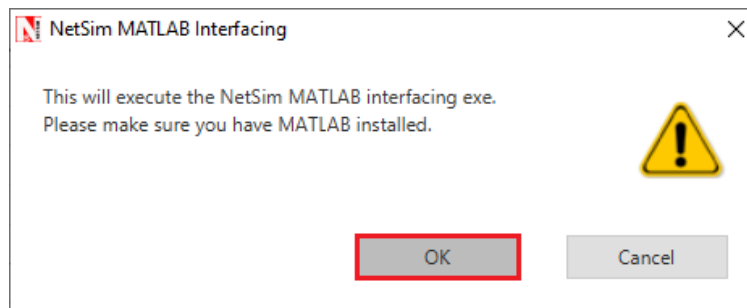 NetSim MATLAB Interfacing
This will execute the NetSim MATLAB interfacing exe.
Please make sure you have MATLAB installed.
OK
Cancel